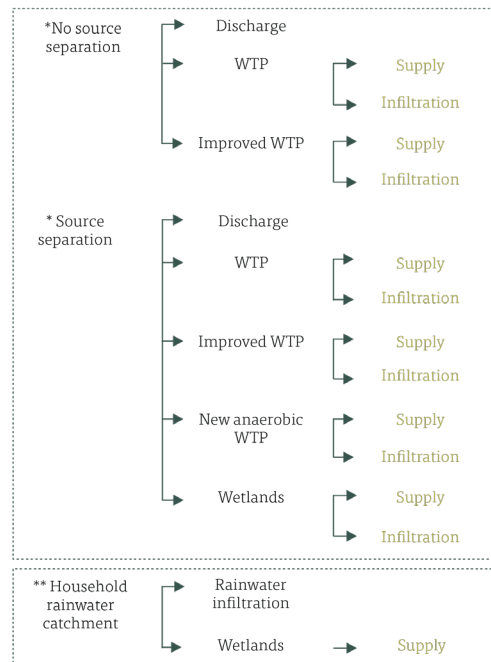 *No source
separation
Discharge
WTP
Supply
Infiltration
Improved WTP
Supply
Infiltration
* Source
separation
Discharge
WTP
Supply
Infiltration
Improved WTP
Supply
Infiltration
New anaerobic
WTP
Supply
Infiltration
Wetlands
Supply
Infiltration
** Household
rainwater
catchment
Rainwater
infiltration
Wetlands
Supply